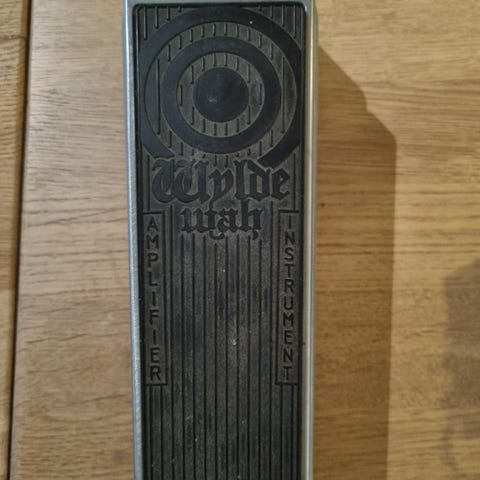 Wylde
wah
AMPLIFIER
INSTRUMENT